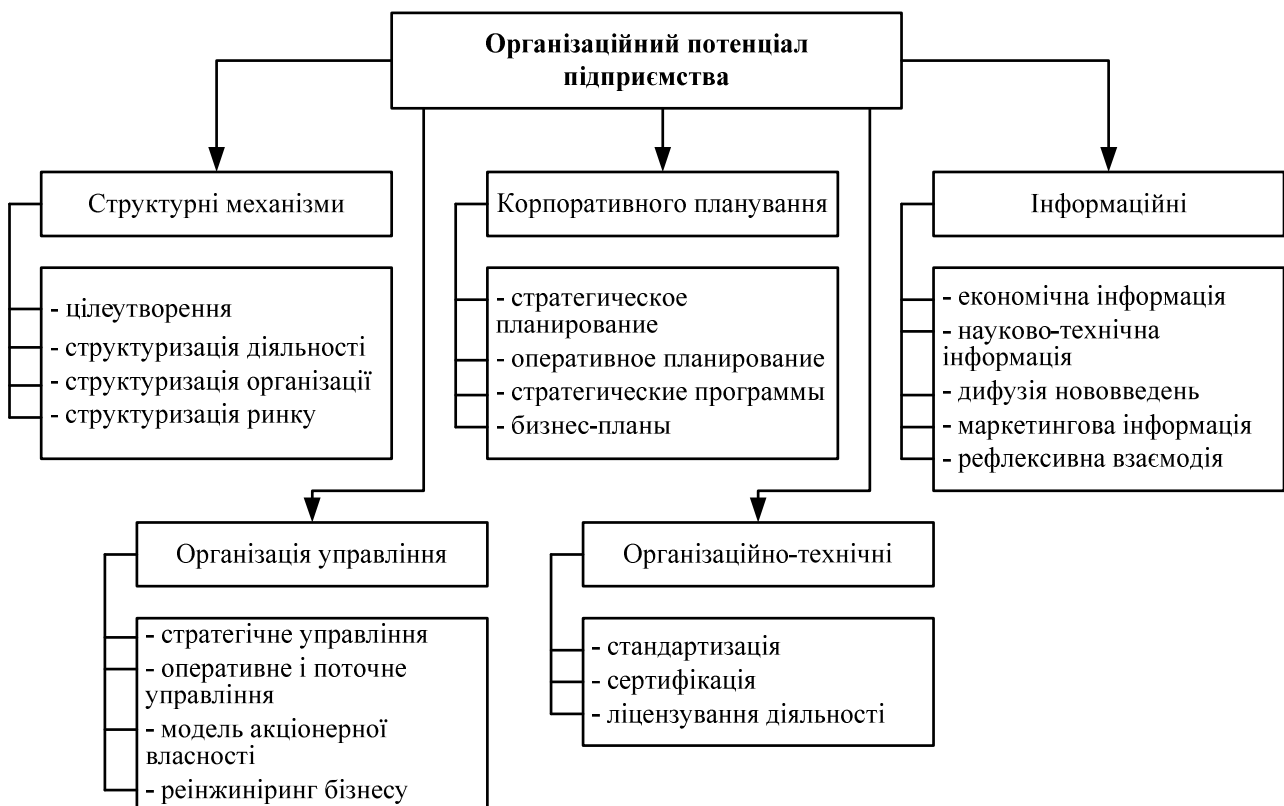 Організаційний потенціал
підприємства
Структурні механізми
- цілеутворення
- структуризація діяльності
- структуризація організації
- структуризація ринку
Корпоративного планування
- стратегическое
планирование
- оперативное планирование
- стратегические программы
- бизнес-планы
Інформаційні
- економічна інформація
- науково-технічна
інформація
- дифузія нововведень
- маркетингова інформація
- рефлексивна взаємодія
Організація управління
- стратегічне управління
- оперативне і поточне
управління
- модель акціонерної
власності
- реінжиніринг бізнесу
Організаційно-технічні
- стандартизація
- сертифікація
- ліцензування діяльності